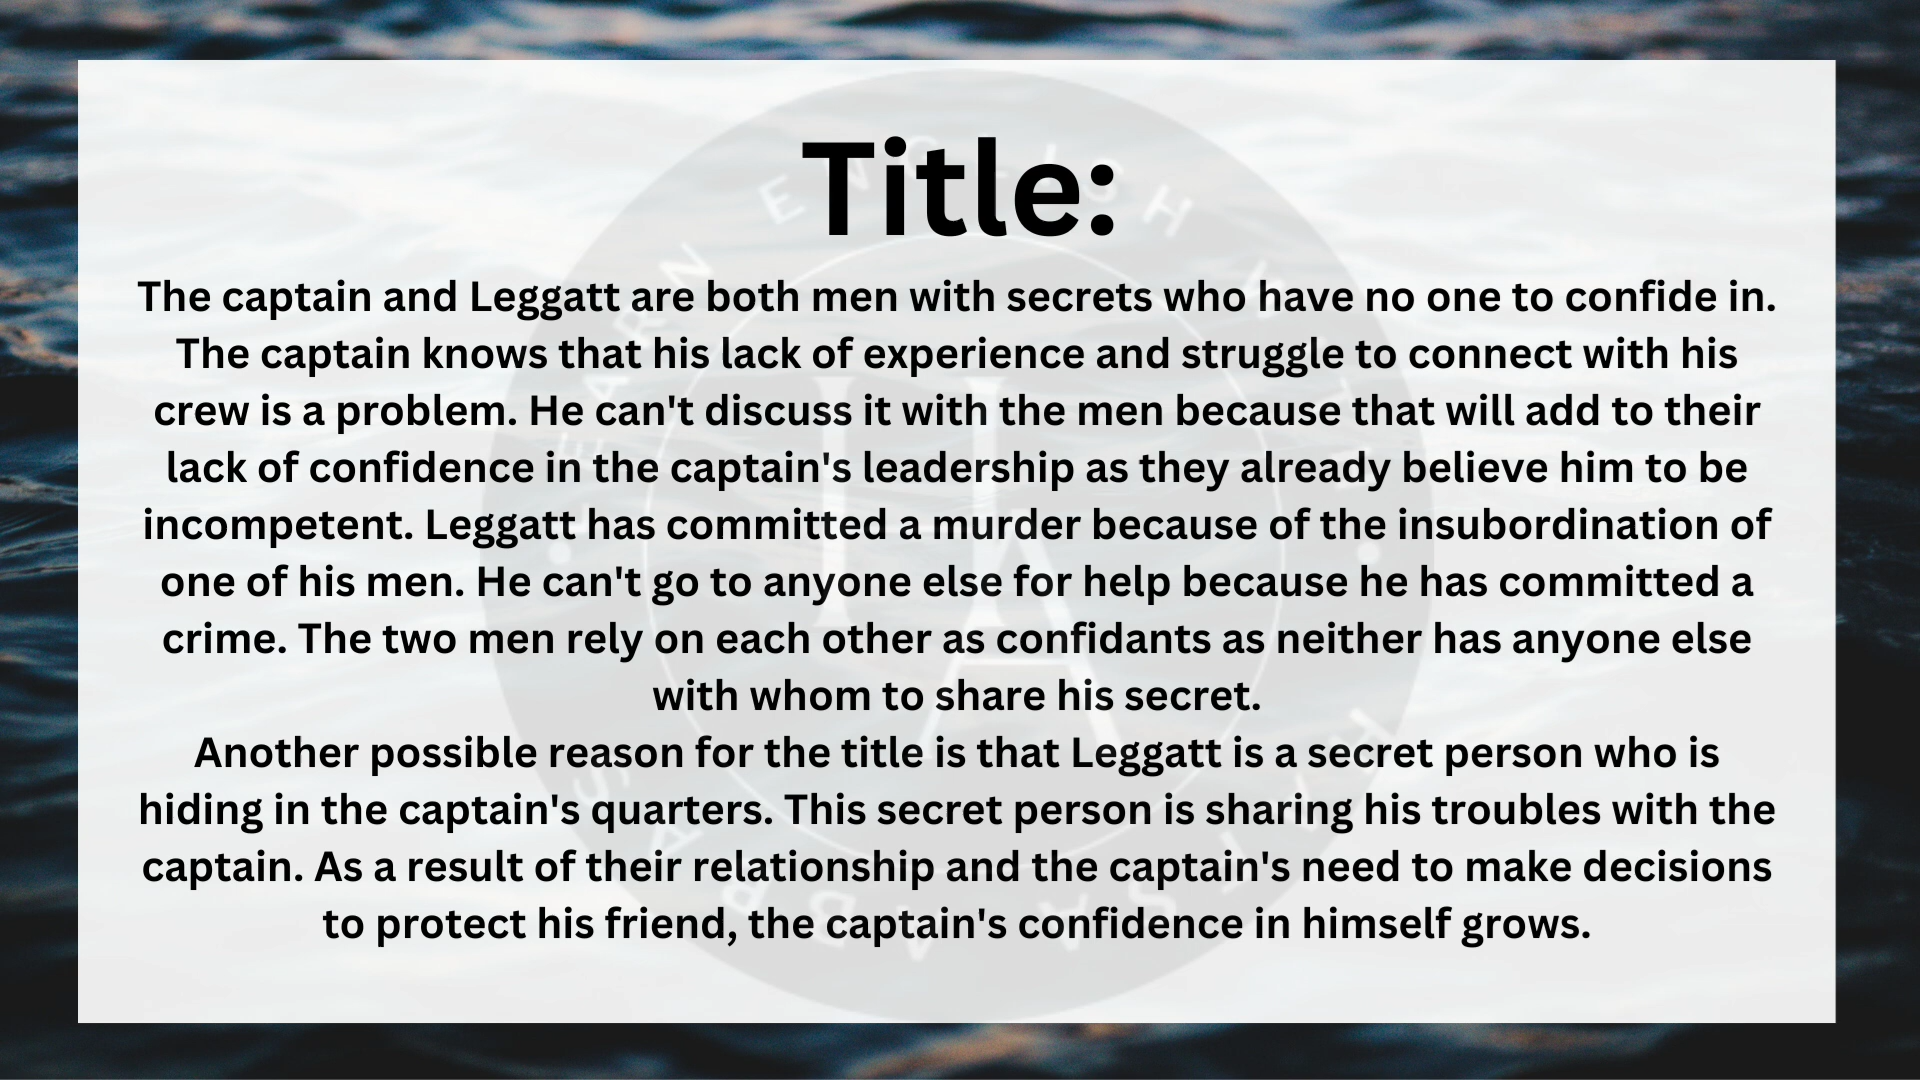 Title:
The captain and Leggatt are both men with secrets who have no one to confide in.
The captain knows that his lack of experience and struggle to connect with his
crew is a problem. He can't discuss it with the men because that will add to their
lack of confidence in the captain's leadership as they already believe him to be
incompetent. Leggatt has committed a murder because of the insubordination of
one of his men. He can't go to anyone else for help because he has committed a
crime. The two men rely on each other as confidants as neither has anyone else
with whom to share his secret.
Another possible reason for the title is that Leggatt is a secret person who is
hiding in the captain's quarters. This secret person is sharing his troubles with the
captain. As a result of their relationship and the captain's need to make decisions
to protect his friend, the captain's confidence in himself grows.